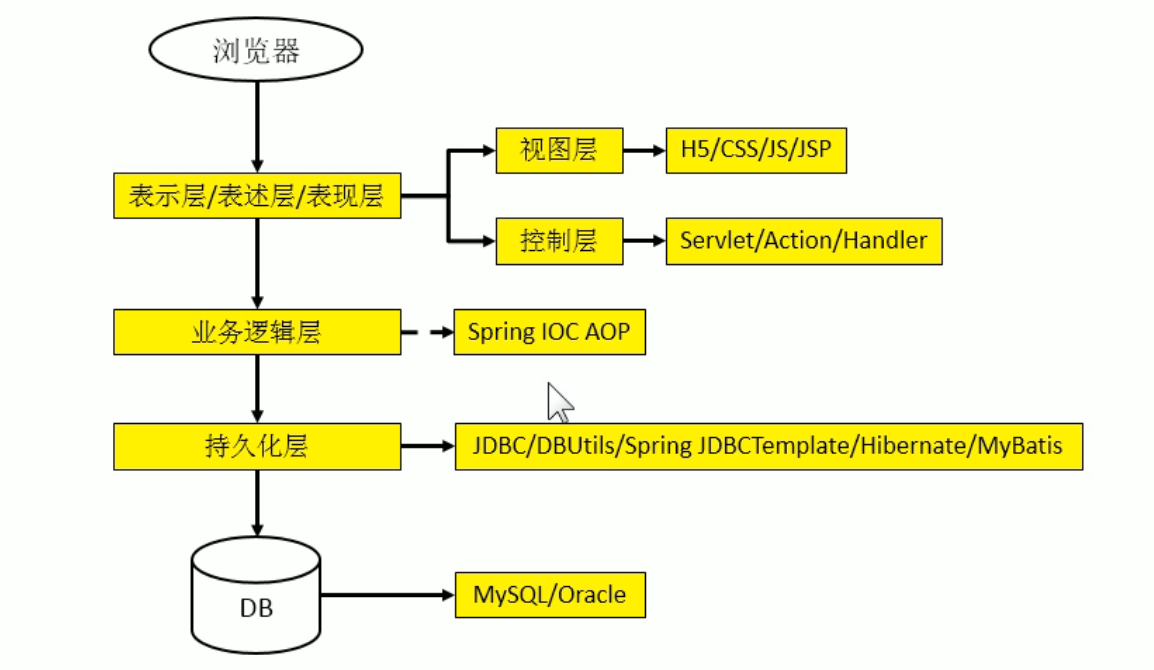 浏览器
视图层
H5/CSS/JS/JSP
表示层/表述层/表现层
控制层
Servlet/Action/Handler
业务逻辑层
Spring IOC AOP
持久化层
JDBC/DBUtils/Spring JDBCTemplate/Hibernate/MyBatis
DB
MySQL/Oracle